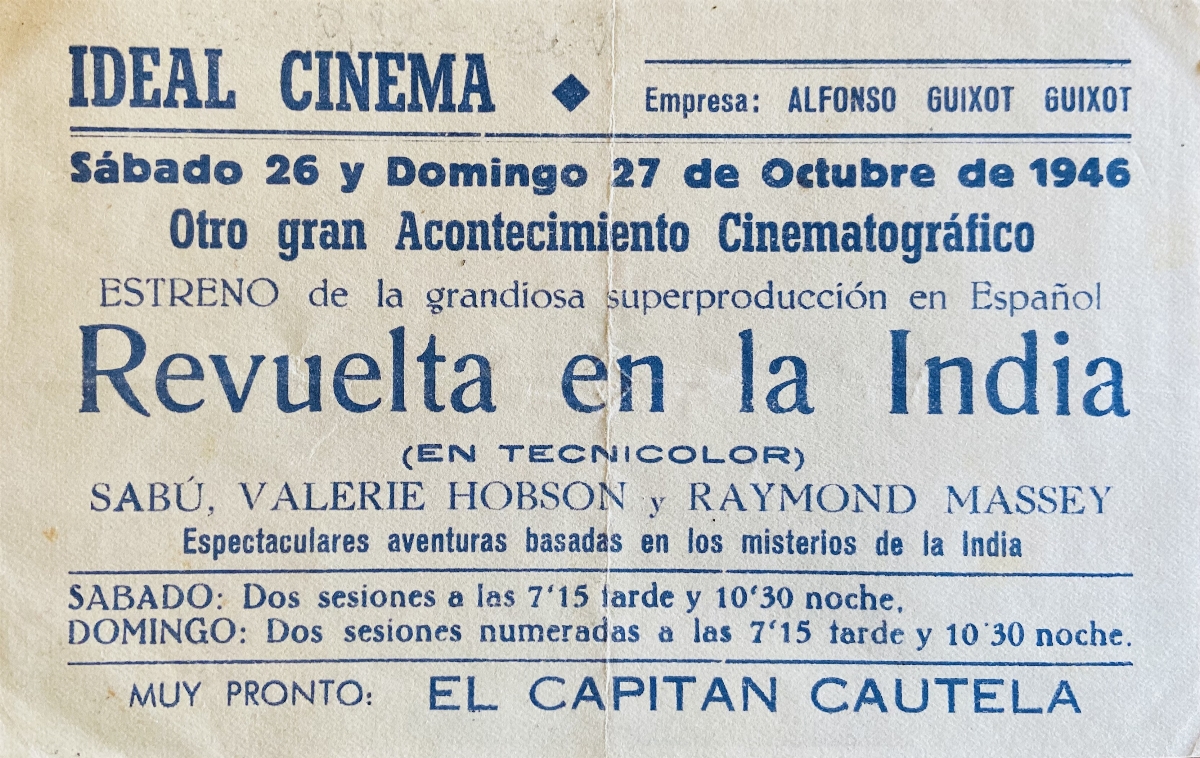 IDEAL CINEMA ◆ Empresa: ALFONSO GUIXOT GUIXOT
Sábado 26 y Domingo 27 de Octubre de 1946
Otro gran Acontecimiento Cinematográfico
ESTRENO de la grandiosa superproducción en Español
Revuelta en la India
(EN TECNICOLOR)
SABÚ, VALERIE HOBSON y RAYMOND MASSEY
Espectaculares aventuras basadas en los misterios de la India
SABADO: Dos sesiones a las 7'15 tarde y 10'30 noche.
DOMINGO: Dos sesiones numeradas a las 7'15 tarde y 10'30 noche.
MUY PRONTO: EL CAPITAN CAUTELA